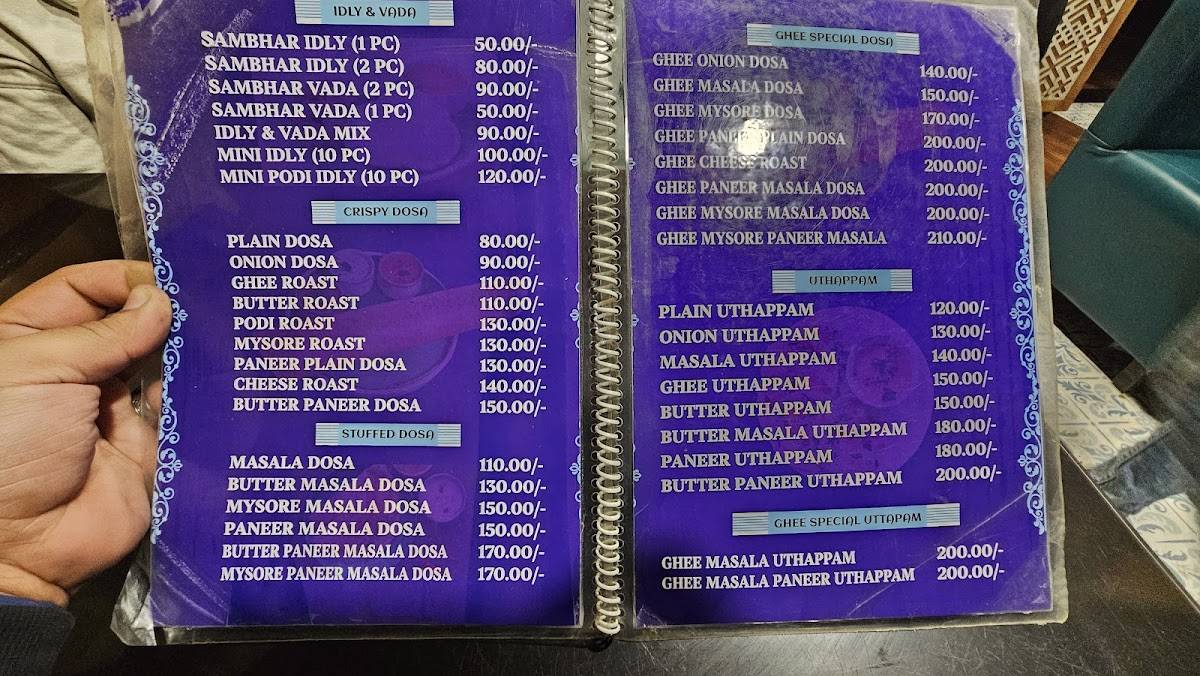 IDLY & VADA
SAMBHAR IDLY (1 PC) 50.00/-
SAMBHAR IDLY (2 PC) 80.00/-
SAMBHAR VADA (2 PC) 90.00/-
SAMBHAR VADA (1 PC) 50.00/-
IDLY & VADA MIX 90.00/-
MINI IDLY (10 PC) 100.00/-
MINI PODI IDLY (10 PC) 120.00/-
CRISPY DOSA
PLAIN DOSA 80.00/-
ONION DOSA 90.00/-
GHEE ROAST 110.00/-
BUTTER ROAST 110.00/-
PODI ROAST 130.00/-
MYSORE ROAST 130.00/-
PANEER PLAIN DOSA 130.00/-
CHEESE ROAST 140.00/-
BUTTER PANEER DOSA 150.00/-
STUFFED DOSA
MASALA DOSA 110.00/-
BUTTER MASALA DOSA 130.00/-
MYSORE MASALA DOSA 150.00/-
PANEER MASALA DOSA 150.00/-
BUTTER PANEER MASALA DOSA 170.00/-
MYSORE PANEER MASALA DOSA 170.00/-
GHEE SPECIAL DOSA
GHEE ONION DOSA 140.00/-
GHEE MASALA DOSA 150.00/-
GHEE MYSORE DOSA 170.00/-
GHEE PANEER PLAIN DOSA 200.00/-
GHEE CHEESE ROAST 200.00/-
GHEE PANEER MASALA DOSA 200.00/-
GHEE MYSORE MASALA DOSA 200.00/-
GHEE MYSORE PANEER MASALA 210.00/-
UTHAPPAM
PLAIN UTHAPPAM 120.00/-
ONION UTHAPPAM 130.00/-
MASALA UTHAPPAM 140.00/-
GHEE UTHAPPAM 150.00/-
BUTTER UTHAPPAM 150.00/-
BUTTER MASALA UTHAPPAM 180.00/-
PANEER UTHAPPAM 180.00/-
BUTTER PANEER UTHAPPAM 200.00/-
GHEE SPECIAL UTTAPAM
GHEE MASALA UTHAPPAM 200.00/-
GHEE MASALA PANEER UTHAPPAM 200.00/-